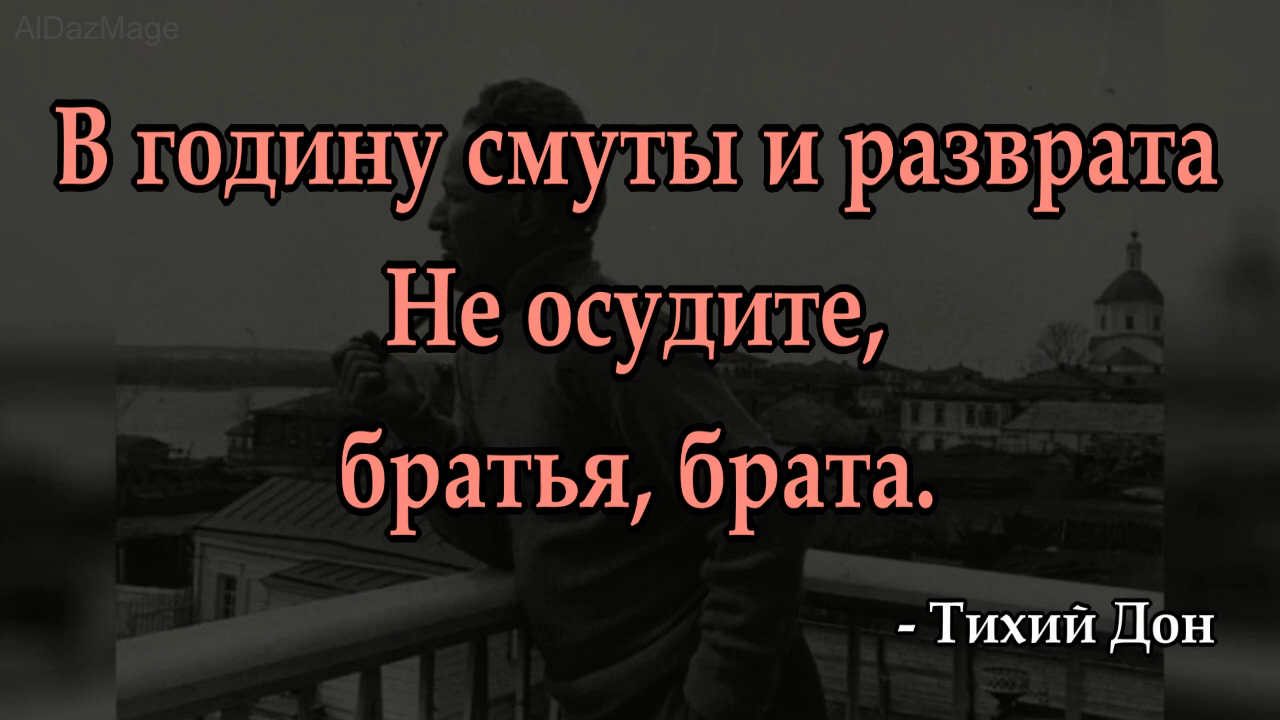 AlDazMage
В годину смуты и разврата
Не осудите,
братья, брата.
- Тихий Дон